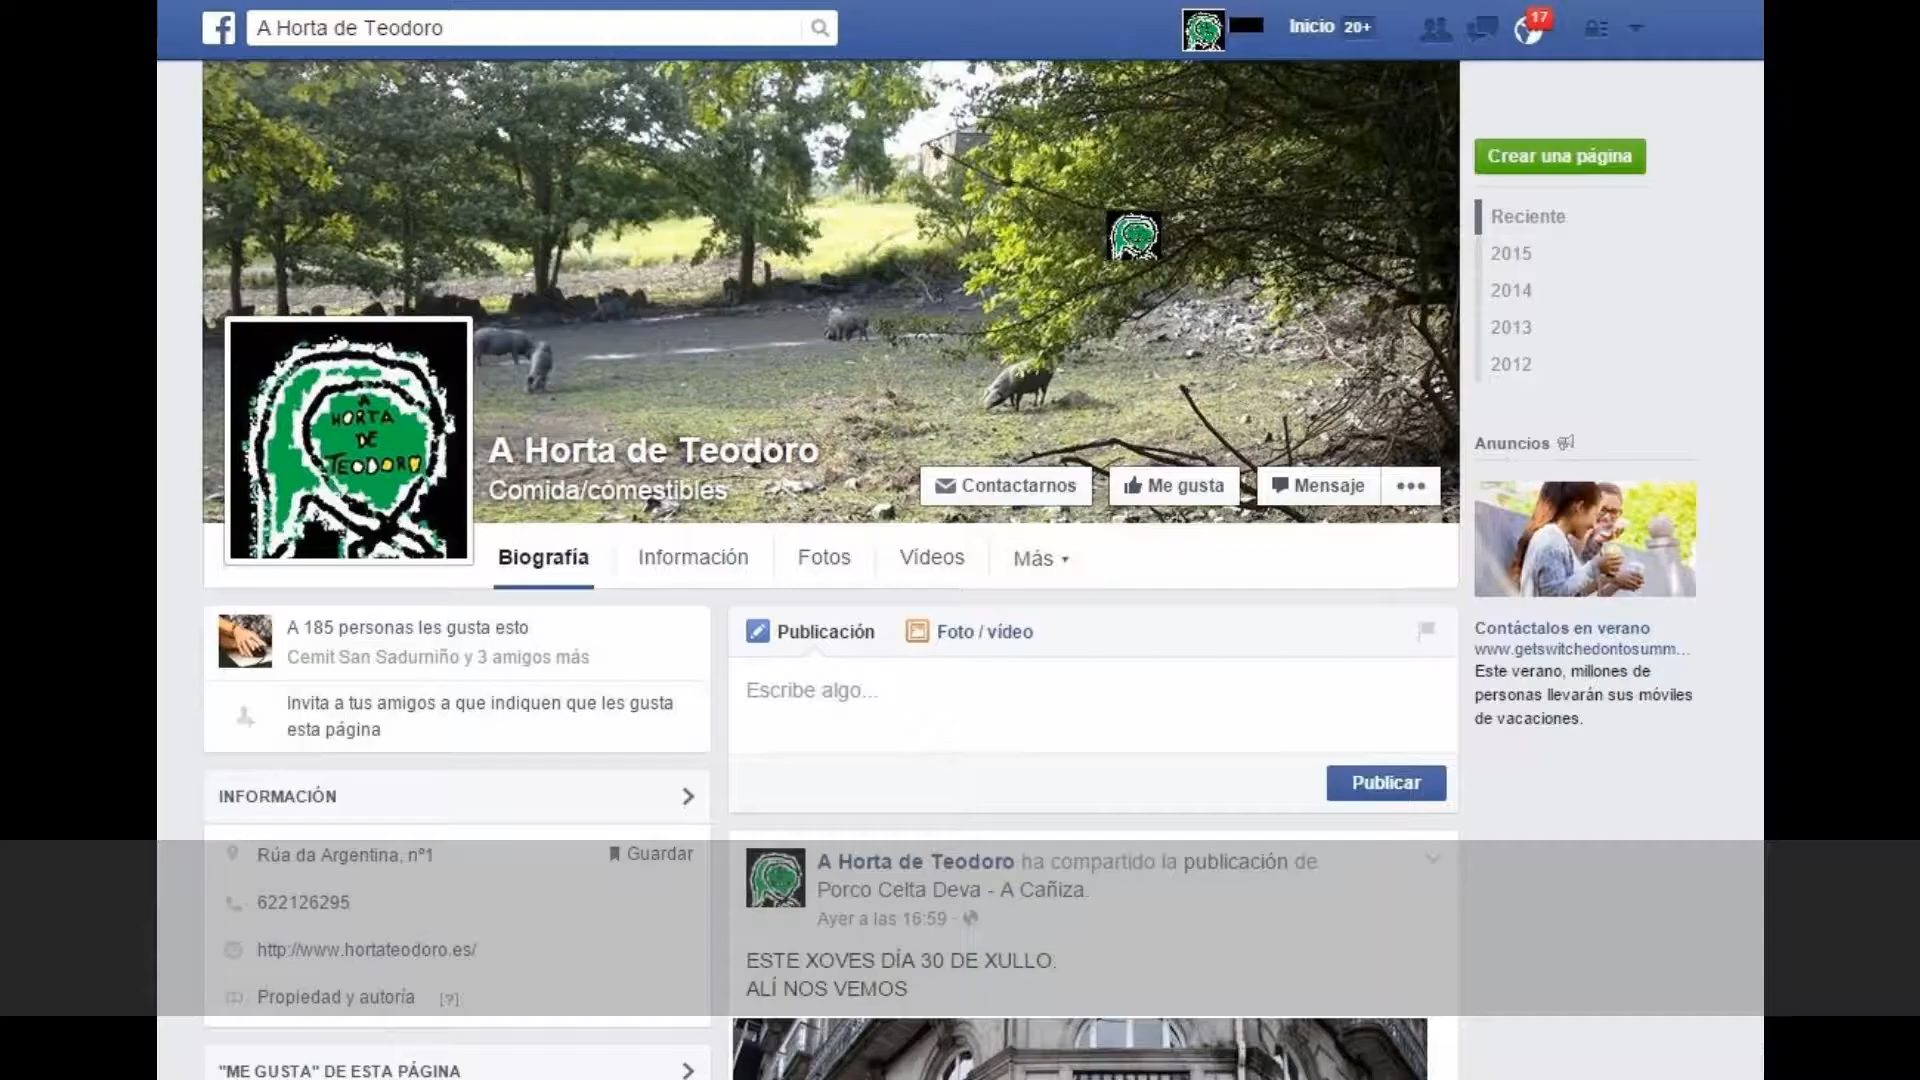 A Horta de Teodoro
Inicio 20+
17
Crear una página
Reciente
2015
2014
2013
2012
A
HORTA
DE
TEODORO
A Horta de Teodoro
Comida/comestibles
Contactarnos
Me gusta
Mensaje
Biografía
Información
Fotos
Vídeos
Más
Anuncios
Contáctalos en verano
www.getswitchedontosumm...
Este verano, millones de
personas llevarán sus móviles
de vacaciones.
A 185 personas les gusta esto
Cemit San Sadurniño y 3 amigos más
Invita a tus amigos a que indiquen que les gusta
esta página
INFORMACIÓN
Rúa da Argentina, nº1
Guardar
622126295
http://www.hortateodoro.es/
Propiedad y autoría [?]
"ME GUSTA" DE ESTA PÁGINA
Publicación
Foto / vídeo
Escribe algo...
Publicar
A Horta de Teodoro ha compartido la publicación de
Porco Celta Deva - A Cañiza.
Ayer a las 16:59 ·
ESTE XOVES DÍA 30 DE XULLO.
ALÍ NOS VEMOS